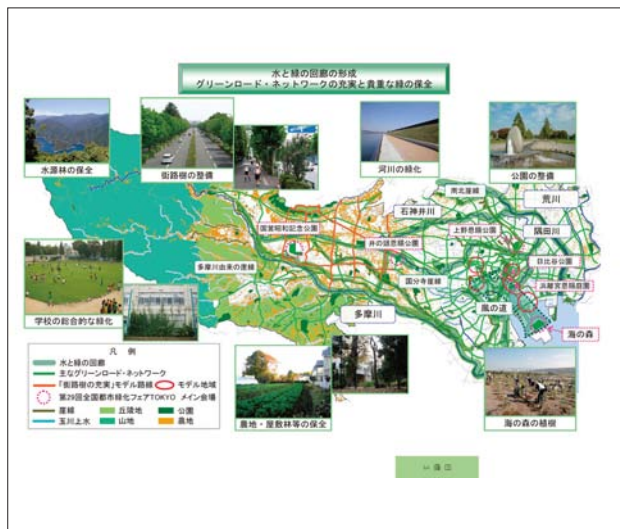 水と緑の回廊の形成
グリーンロード・ネットワークの充実と貴重な緑の保全
水源林の保全
街路樹の整備
河川の緑化
公園の整備
南北崖線
荒川
石神井川
上野恩賜公園
隅田川
国営昭和記念公園
井の頭恩賜公園
日比谷公園
多摩川由来の崖線
国分寺崖線
浜離宮恩賜庭園
風の道
多摩川
海の森
学校の総合的な緑化
凡 例
水と緑の回廊
主なグリーンロード・ネットワーク
「街路樹の充実」モデル路線
モデル地域
第29回全国都市緑化フェアTOKYO メイン会場
崖線
丘陵地
公園
玉川上水
山地
農地
農地・屋敷林等の保全
海の森の植樹